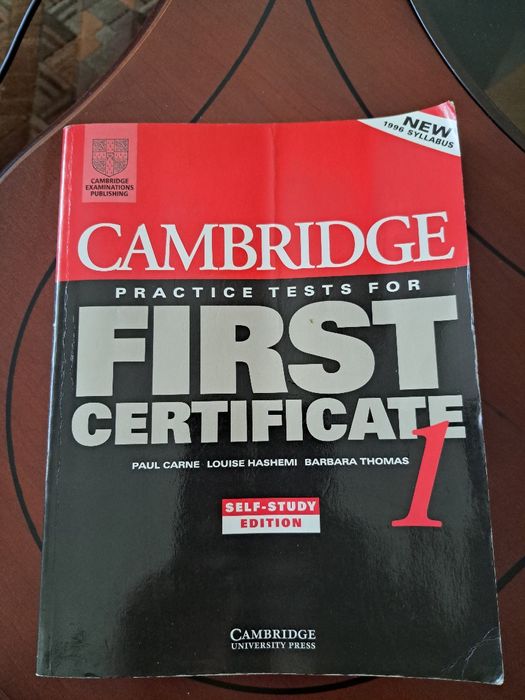 NEW
1996 SYLLABUS
CAMBRIDGE
EXAMINATIONS
PUBLISHING
CAMBRIDGE
PRACTICE TESTS FOR
FIRST
CERTIFICATE
1
PAUL CARNE LOUISE HASHEMI BARBARA THOMAS
SELF-STUDY
EDITION
CAMBRIDGE
UNIVERSITY PRESS